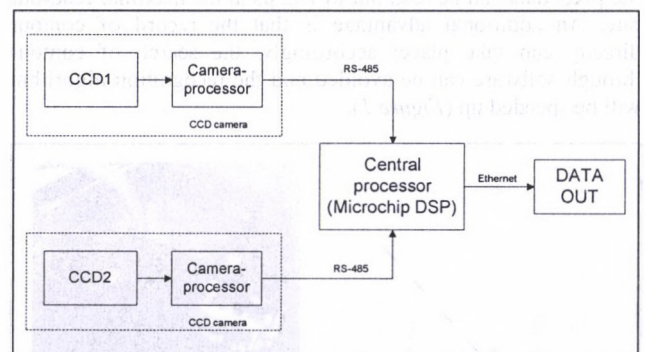 CCD1
Camera-
processor
CCD camera
RS-485
Central
processor
(Microchip DSP)
Ethernet
DATA
OUT
CCD2
Camera-
processor
CCD camera
RS-485